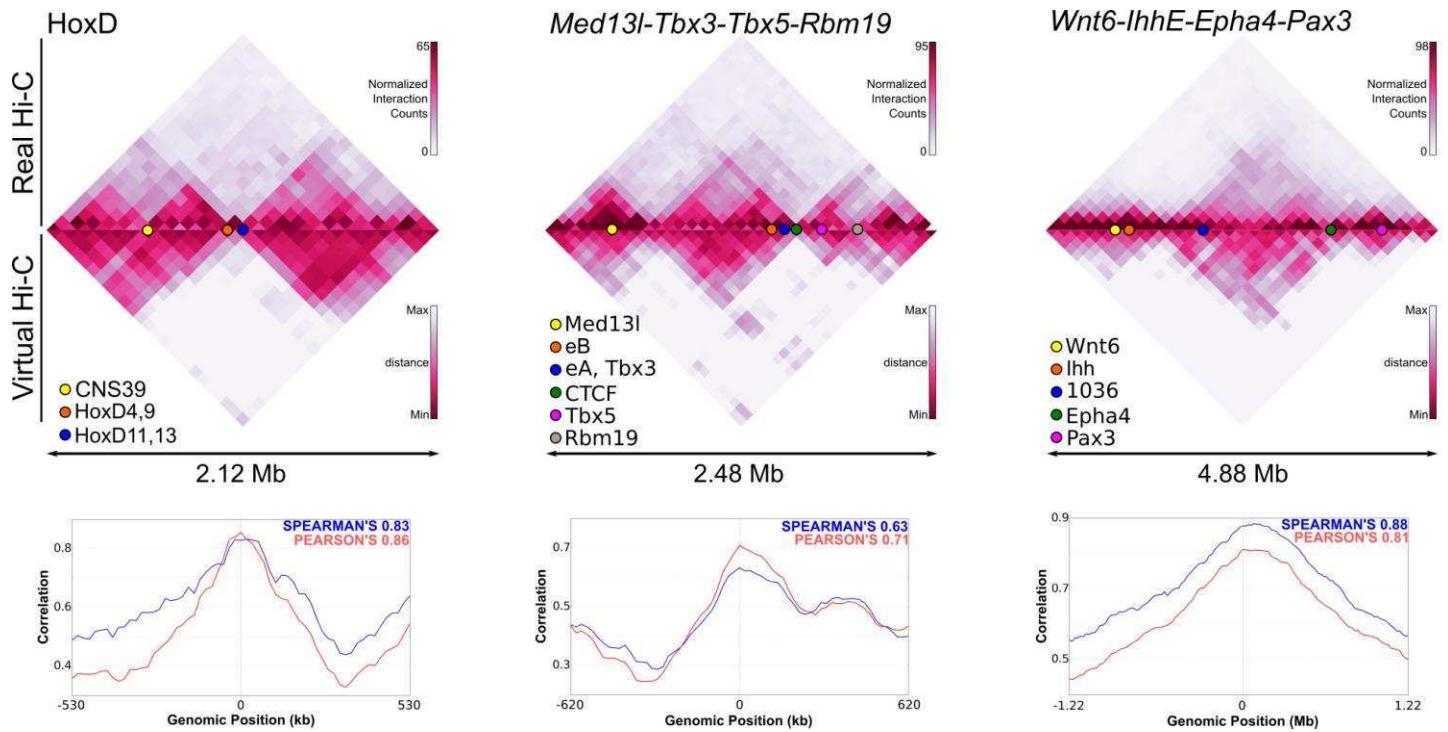 HoxD
Med13l-Tbx3-Tbx5-Rbm19
Wnt6-IhhE-Epha4-Pax3
Real Hi-C
Virtual Hi-C
65
Normalized
Interaction
Counts
0
Max
distance
Min
CNS39
HoxD4,9
HoxD11,13
2.12 Mb
95
Normalized
Interaction
Counts
0
Max
distance
Min
Med13l
eB
eA, Tbx3
CTCF
Tbx5
Rbm19
2.48 Mb
98
Normalized
Interaction
Counts
0
Max
distance
Min
Wnt6
Ihh
1036
Epha4
Pax3
4.88 Mb
SPEARMAN'S 0.83
PEARSON'S 0.86
Correlation
0.8
0.6
0.4
-530
0
530
Genomic Position (kb)
SPEARMAN'S 0.63
PEARSON'S 0.71
Correlation
0.7
0.5
0.3
-620
0
620
Genomic Position (kb)
SPEARMAN'S 0.88
PEARSON'S 0.81
Correlation
0.9
0.7
0.5
-1.22
0
1.22
Genomic Position (Mb)